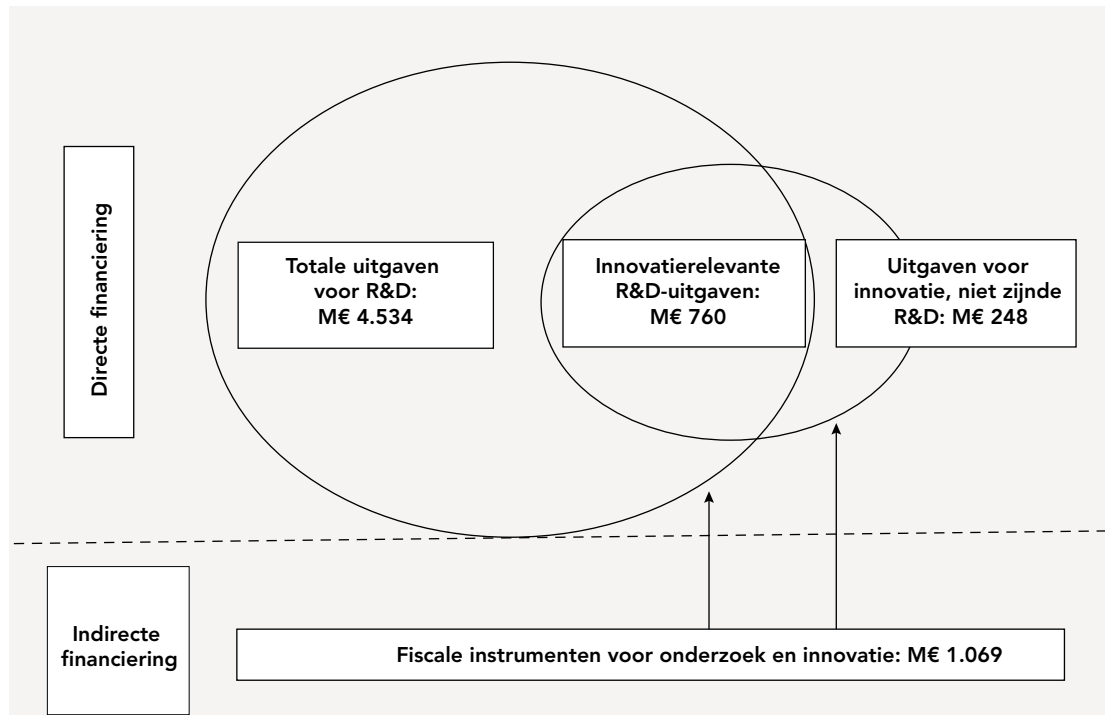 Directe financiering
Totale uitgaven
voor R&D:
M€ 4.534
Innovatierelevante
R&D-uitgaven:
M€ 760
Uitgaven voor
innovatie, niet zijnde
R&D: M€ 248
Indirecte
financiering
Fiscale instrumenten voor onderzoek en innovatie: M€ 1.069